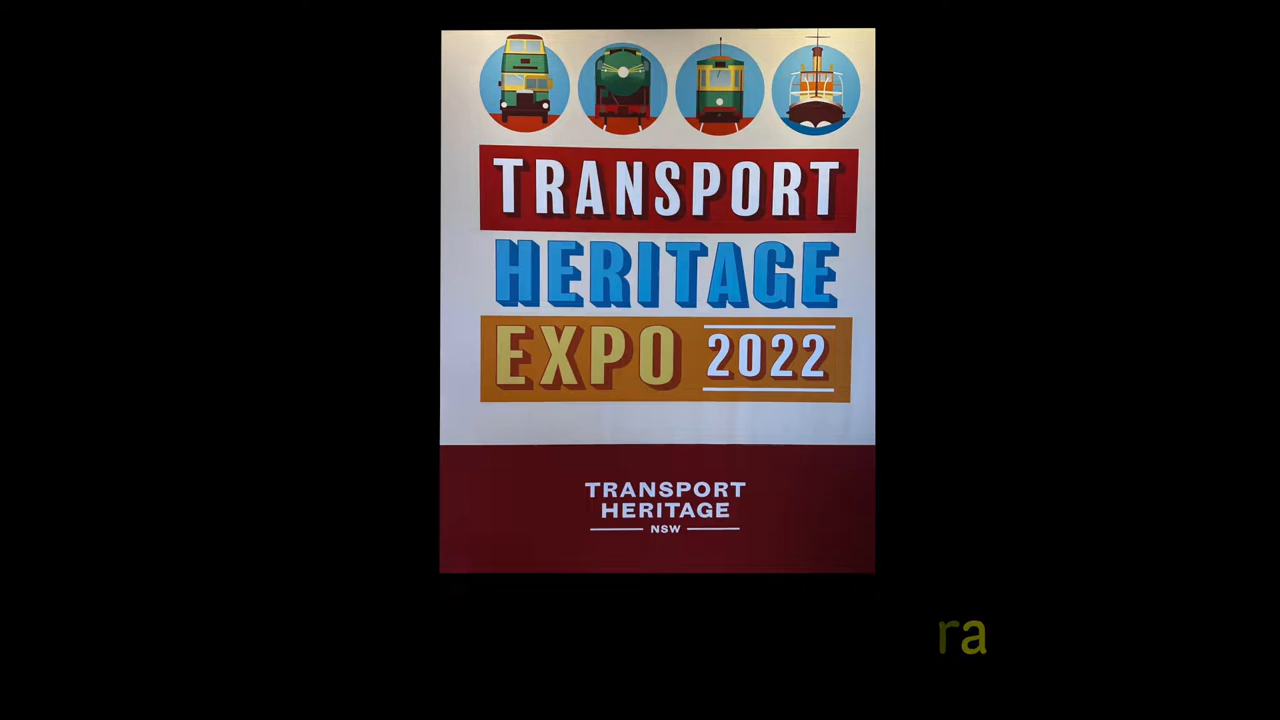 TRANSPORT
HERITAGE
EXPO 2022
TRANSPORT
HERITAGE
NSW
ra